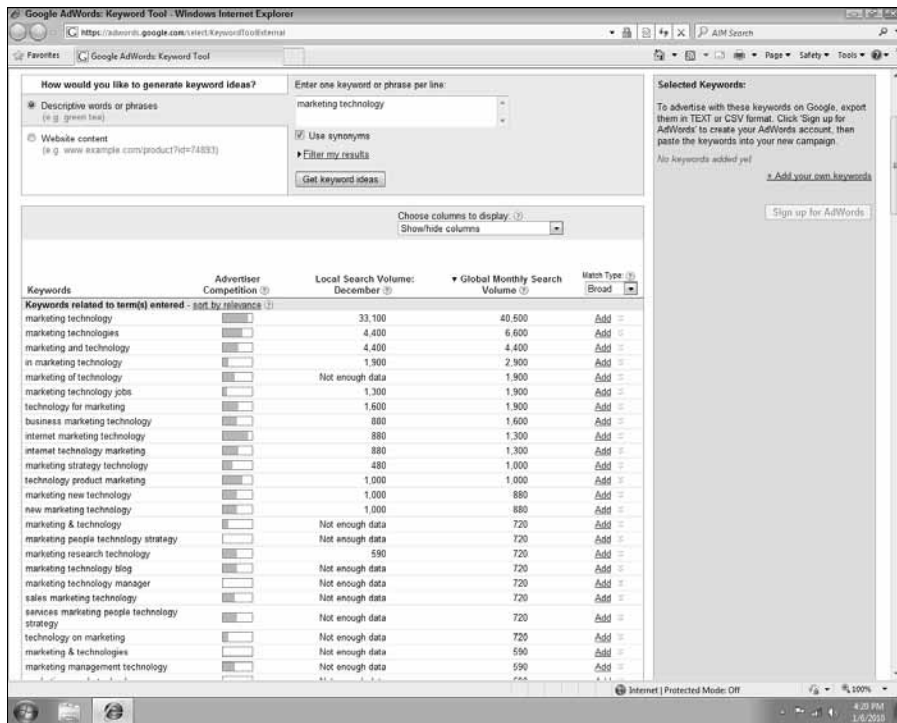 Google AdWords: Keyword Tool - Windows Internet Explorer
https://adwords.google.com/select/KeywordToolExternal
AIM Search
Favorites Google AdWords: Keyword Tool Page Safety Tools
How would you like to generate keyword ideas?
Descriptive words or phrases
(e.g. green tea)
Website content
(e.g. www.example.com/product?id=74893)
Enter one keyword or phrase per line:
marketing technology
Use synonyms
Filter my results
Get keyword ideas
Selected Keywords:
To advertise with these keywords on Google, export
them in TEXT or CSV format. Click 'Sign up for
AdWords' to create your AdWords account, then
paste the keywords into your new campaign.
No keywords added yet
+ Add your own keywords
Sign up for AdWords
Choose columns to display: (?)
Show/hide columns
Keywords Advertiser Competition (?) Local Search Volume: December (?) Global Monthly Search Volume (?) Match Type: (?) Broad
Keywords related to term(s) entered - sort by relevance (?)
marketing technology 33,100 40,500 Add
marketing technologies 4,400 6,600 Add
marketing and technology 4,400 4,400 Add
in marketing technology 1,900 2,900 Add
marketing of technology Not enough data 1,900 Add
marketing technology jobs 1,300 1,900 Add
technology for marketing 1,600 1,900 Add
business marketing technology 880 1,600 Add
internet marketing technology 880 1,300 Add
internet technology marketing 880 1,300 Add
marketing strategy technology 480 1,000 Add
technology product marketing 1,000 1,000 Add
marketing new technology 1,000 880 Add
new marketing technology 1,000 880 Add
marketing & technology Not enough data 720 Add
marketing people technology strategy Not enough data 720 Add
marketing research technology 590 720 Add
marketing technology blog Not enough data 720 Add
marketing technology manager Not enough data 720 Add
sales marketing technology Not enough data 720 Add
services marketing people technology
strategy Not enough data 720 Add
technology on marketing Not enough data 720 Add
marketing & technologies Not enough data 590 Add
marketing management technology Not enough data 590 Add
Internet | Protected Mode: Off 100%
4:29 PM
1/6/2010